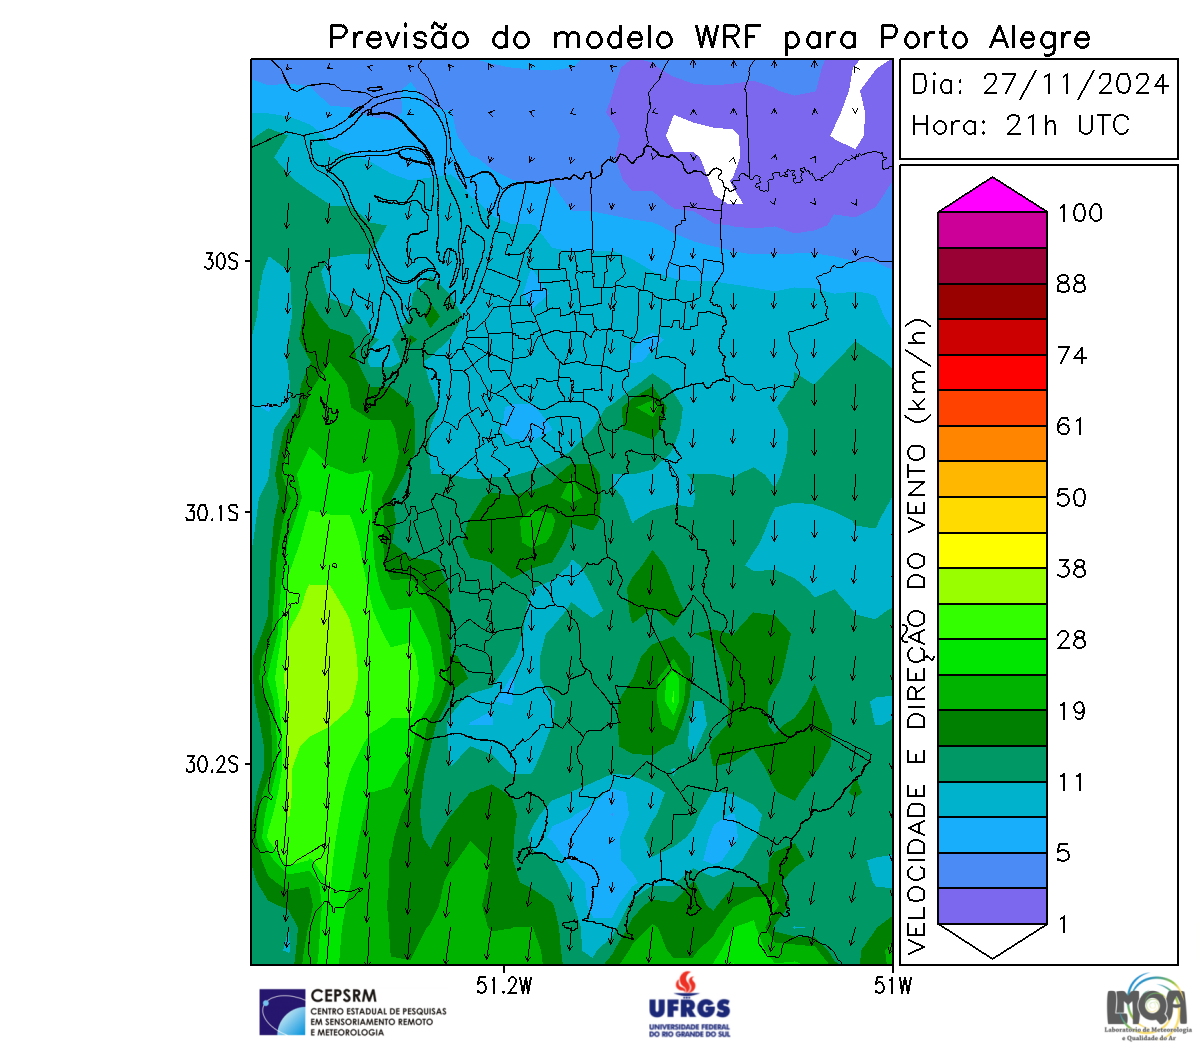 Previsão do modelo WRF para Porto Alegre
Dia: 27/11/2024
Hora: 21h UTC
30S
30.1S
30.2S
51.2W
51W
VELOCIDADE E DIREÇÃO DO VENTO (km/h)
100
88
74
61
50
38
28
19
11
5
1
CEPSRM
CENTRO ESTADUAL DE PESQUISAS
EM SENSORIAMENTO REMOTO
E METEOROLOGIA
UFRGS
UNIVERSIDADE FEDERAL
DO RIO GRANDE DO SUL
LMQA
Laboratório de Meteorologia
e Qualidade do Ar